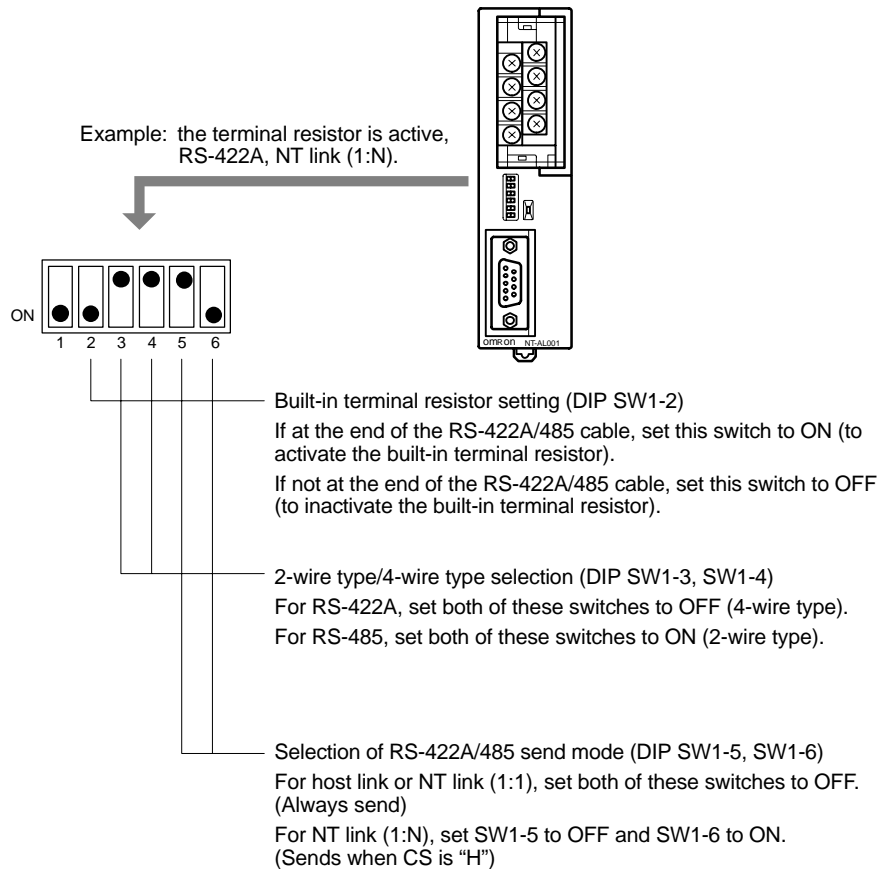 Example: the terminal resistor is active,
RS-422A, NT link (1:N).
ON
1 2 3 4 5 6
OMRON NT-AL001
Built-in terminal resistor setting (DIP SW1-2)
If at the end of the RS-422A/485 cable, set this switch to ON (to
activate the built-in terminal resistor).
If not at the end of the RS-422A/485 cable, set this switch to OFF
(to inactivate the built-in terminal resistor).
2-wire type/4-wire type selection (DIP SW1-3, SW1-4)
For RS-422A, set both of these switches to OFF (4-wire type).
For RS-485, set both of these switches to ON (2-wire type).
Selection of RS-422A/485 send mode (DIP SW1-5, SW1-6)
For host link or NT link (1:1), set both of these switches to OFF.
(Always send)
For NT link (1:N), set SW1-5 to OFF and SW1-6 to ON.
(Sends when CS is “H”)